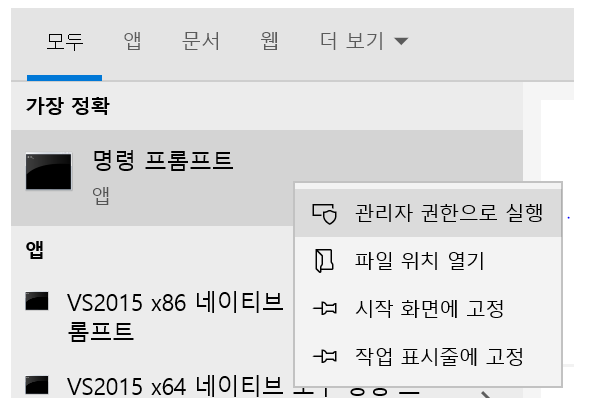 모두 앱 문서 웹 더 보기
가장 정확
명령 프롬프트
앱
관리자 권한으로 실행
파일 위치 열기
시작 화면에 고정
작업 표시줄에 고정
앱
VS2015 x86 네이티브
롬프트
VS2015 x64 네이티브